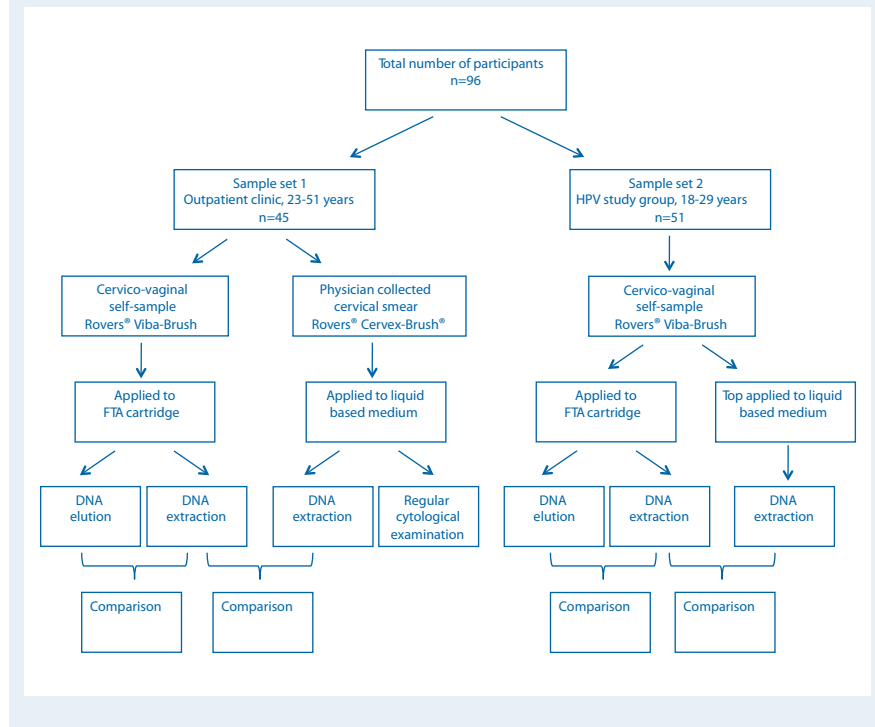 Total number of participants
n=96
Sample set 1
Outpatient clinic, 23-51 years
n=45
Sample set 2
HPV study group, 18-29 years
n=51
Cervico-vaginal
self-sample
Rovers® Viba-Brush
Physician collected
cervical smear
Rovers® Cervex-Brush®
Cervico-vaginal
self-sample
Rovers® Viba-Brush
Applied to
FTA cartridge
Applied to liquid
based medium
Applied to
FTA cartridge
Top applied to liquid
based medium
DNA
elution
DNA
extraction
DNA
extraction
Regular
cytological
examination
DNA
elution
DNA
extraction
DNA
extraction
Comparison
Comparison
Comparison
Comparison